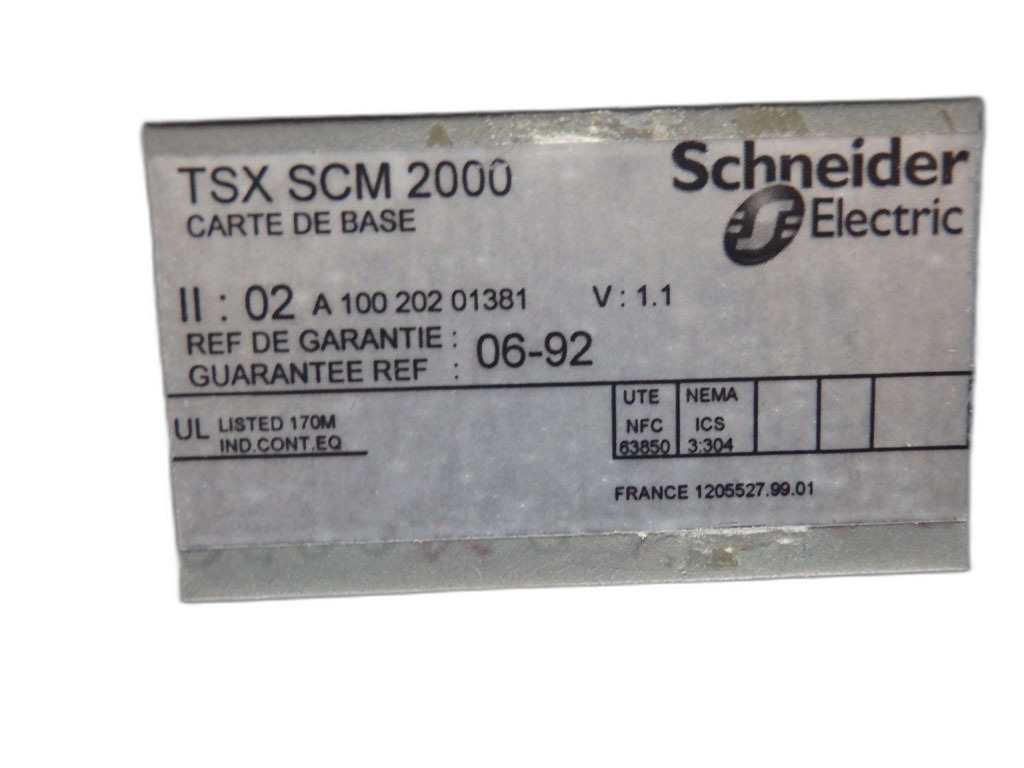 TSX SCM 2000
CARTE DE BASE
Schneider
Electric
II : 02 A 100 202 01381 V : 1.1
REF DE GARANTIE :
GUARANTEE REF : 06-92
UL LISTED 170M
IND.CONT.EQ
UTE NEMA
NFC ICS
63850 3:304
FRANCE 1205527.99.01